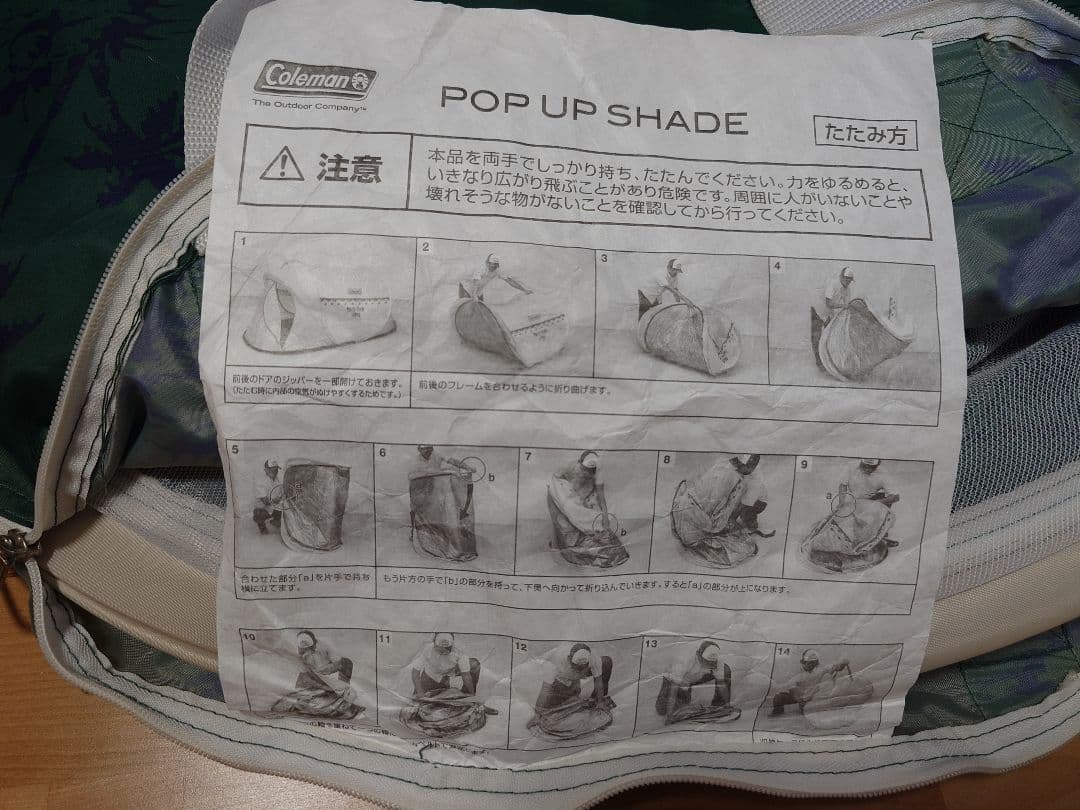 Coleman
The Outdoor Company™
POP UP SHADE
たたみ方
注意
本品を両手でしっかり持ち、たたんでください。力をゆるめると、
いきなり広がり飛ぶことがあり危険です。周囲に人がいないことや
壊れそうな物がないことを確認してから行ってください。
1
2
3
4
前後のドアのジッパーを一部開けておきます。
(たたむ時に内部の空気がぬけやすくするためです。)
前後のフレームを合わせるように折り曲げます。
5
6
b
7
b
8
9
a
合わせた部分「a」を片手で持ち
横に立てます。
もう片方の手で「b」の部分を持って、下奥へ向かって折り込んでいきます。すると「a」の部分が上になります。
10
11
12
13
14